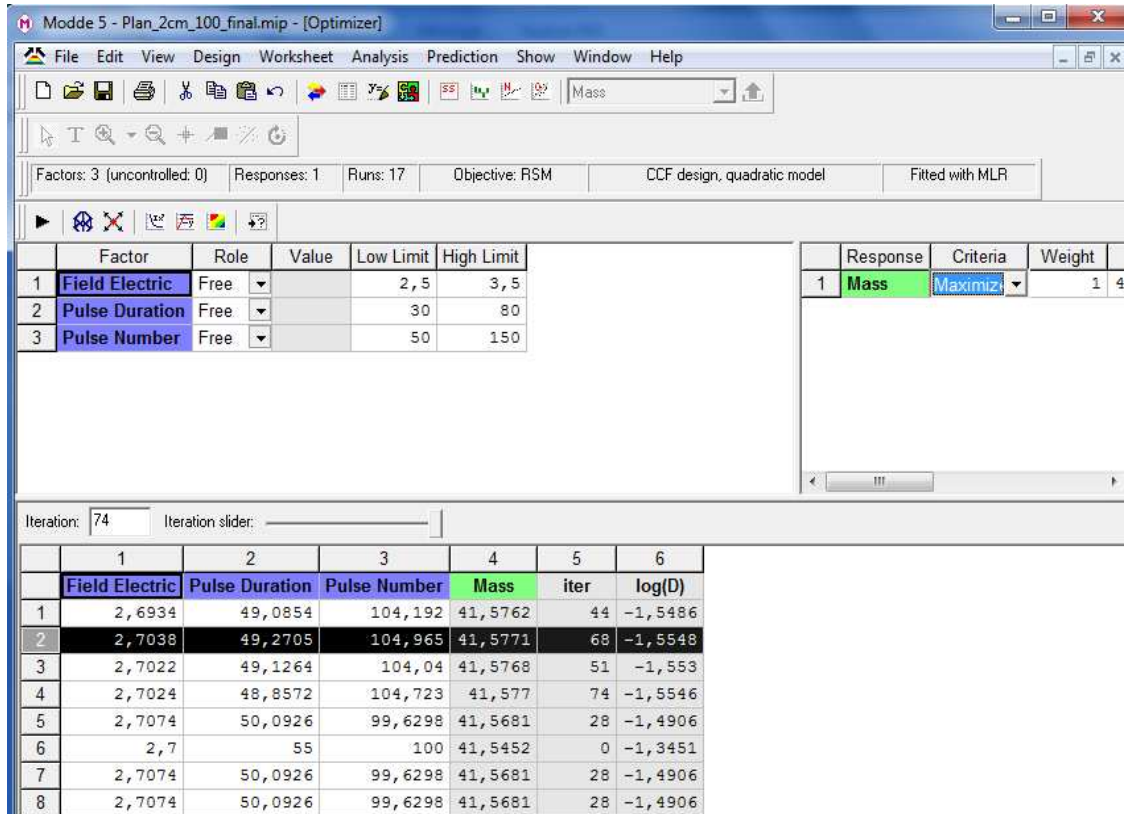 Modde 5 - Plan_2cm_100_final.mip - [Optimizer]
File Edit View Design Worksheet Analysis Prediction Show Window Help
Mass
Factors: 3 (uncontrolled: 0) Responses: 1 Runs: 17 Objective: RSM CCF design, quadratic model Fitted with MLR
Factor Role Value Low Limit High Limit Response Criteria Weight
1 Field Electric Free 2,5 3,5 1 Mass Maximize 1 4
2 Pulse Duration Free 30 80
3 Pulse Number Free 50 150
Iteration: 74 Iteration slider:
1 2 3 4 5 6
Field Electric Pulse Duration Pulse Number Mass iter log(D)
1 2,6934 49,0854 104,192 41,5762 44 -1,5486
2 2,7038 49,2705 104,965 41,5771 68 -1,5548
3 2,7022 49,1264 104,04 41,5768 51 -1,553
4 2,7024 48,8572 104,723 41,577 74 -1,5546
5 2,7074 50,0926 99,6298 41,5681 28 -1,4906
6 2,7 55 100 41,5452 0 -1,3451
7 2,7074 50,0926 99,6298 41,5681 28 -1,4906
8 2,7074 50,0926 99,6298 41,5681 28 -1,4906